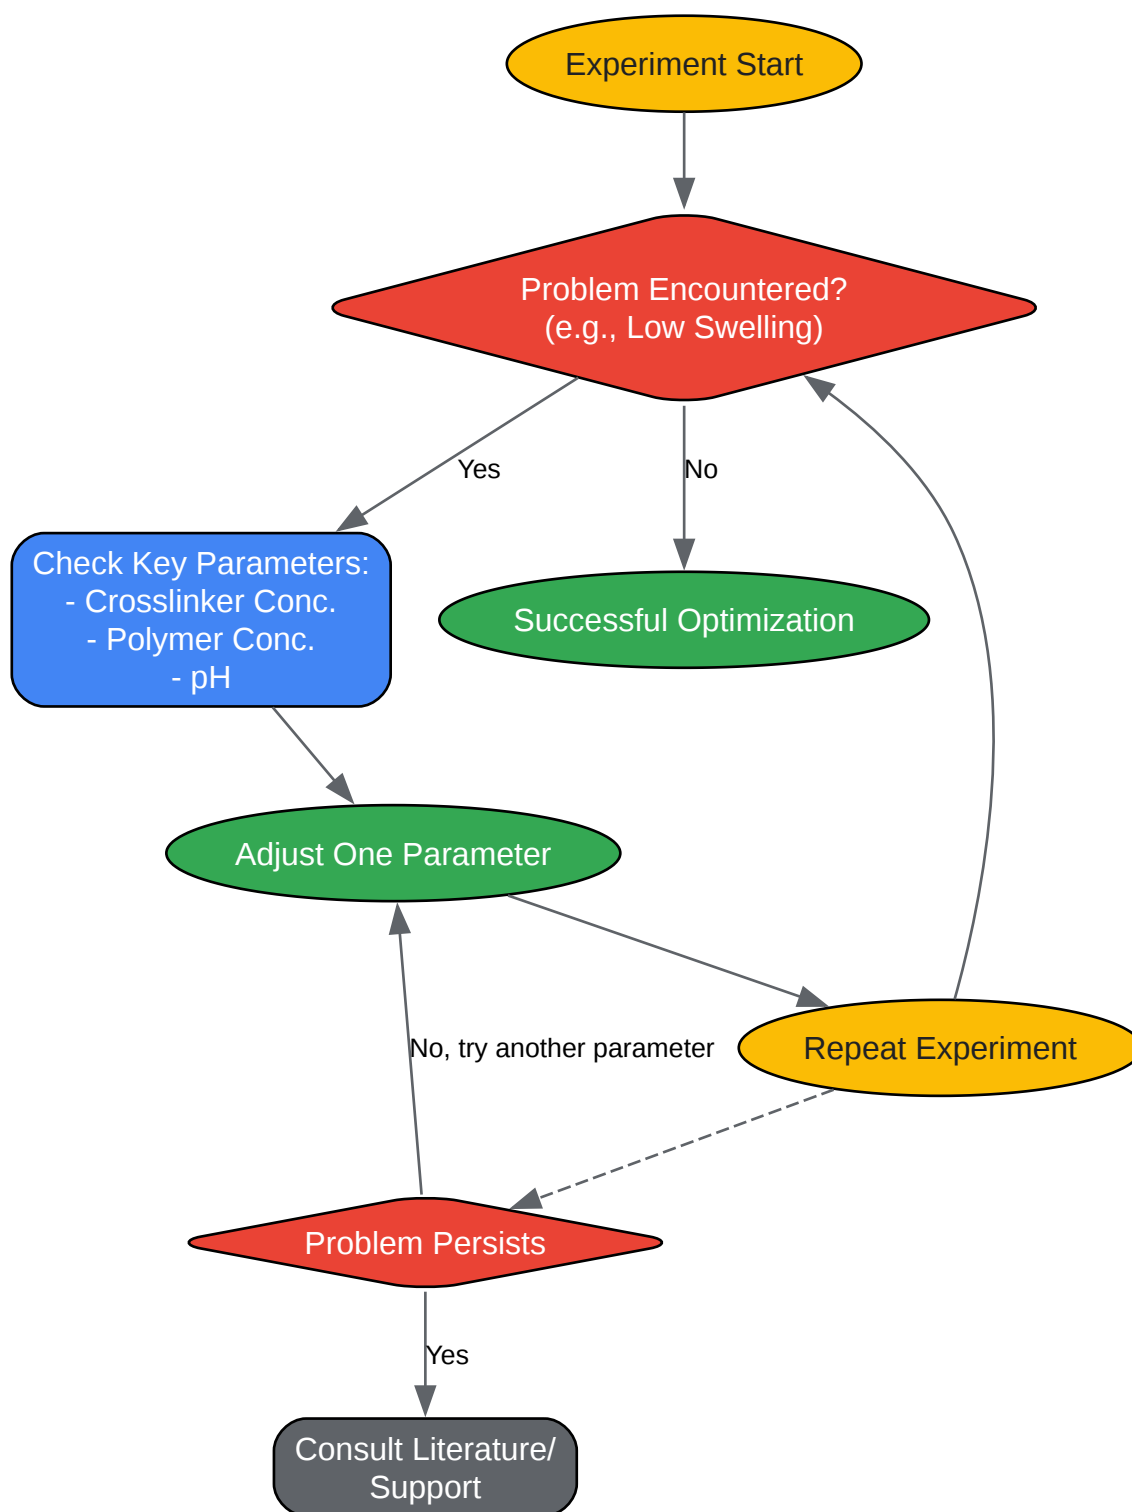 Experiment Start
Problem Encountered?
(e.g., Low Swelling)
Yes
No
Check Key Parameters:
- Crosslinker Conc.
- Polymer Conc.
- pH
Successful Optimization
Adjust One Parameter
No, try another parameter
Repeat Experiment
Problem Persists
Yes
Consult Literature/
Support